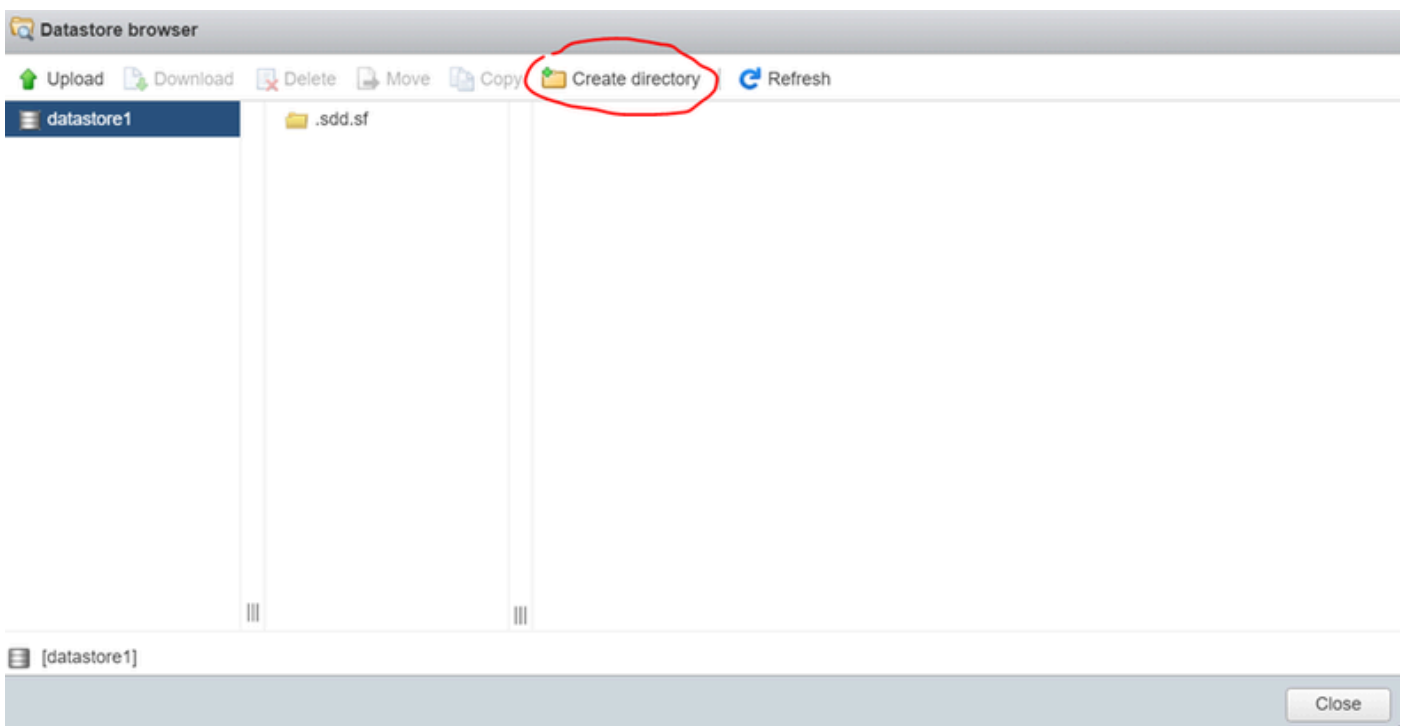 Datastore browser
Upload Download Delete Move Copy Create directory Refresh
datastore1 .sdd.sf
[datastore1]
Close